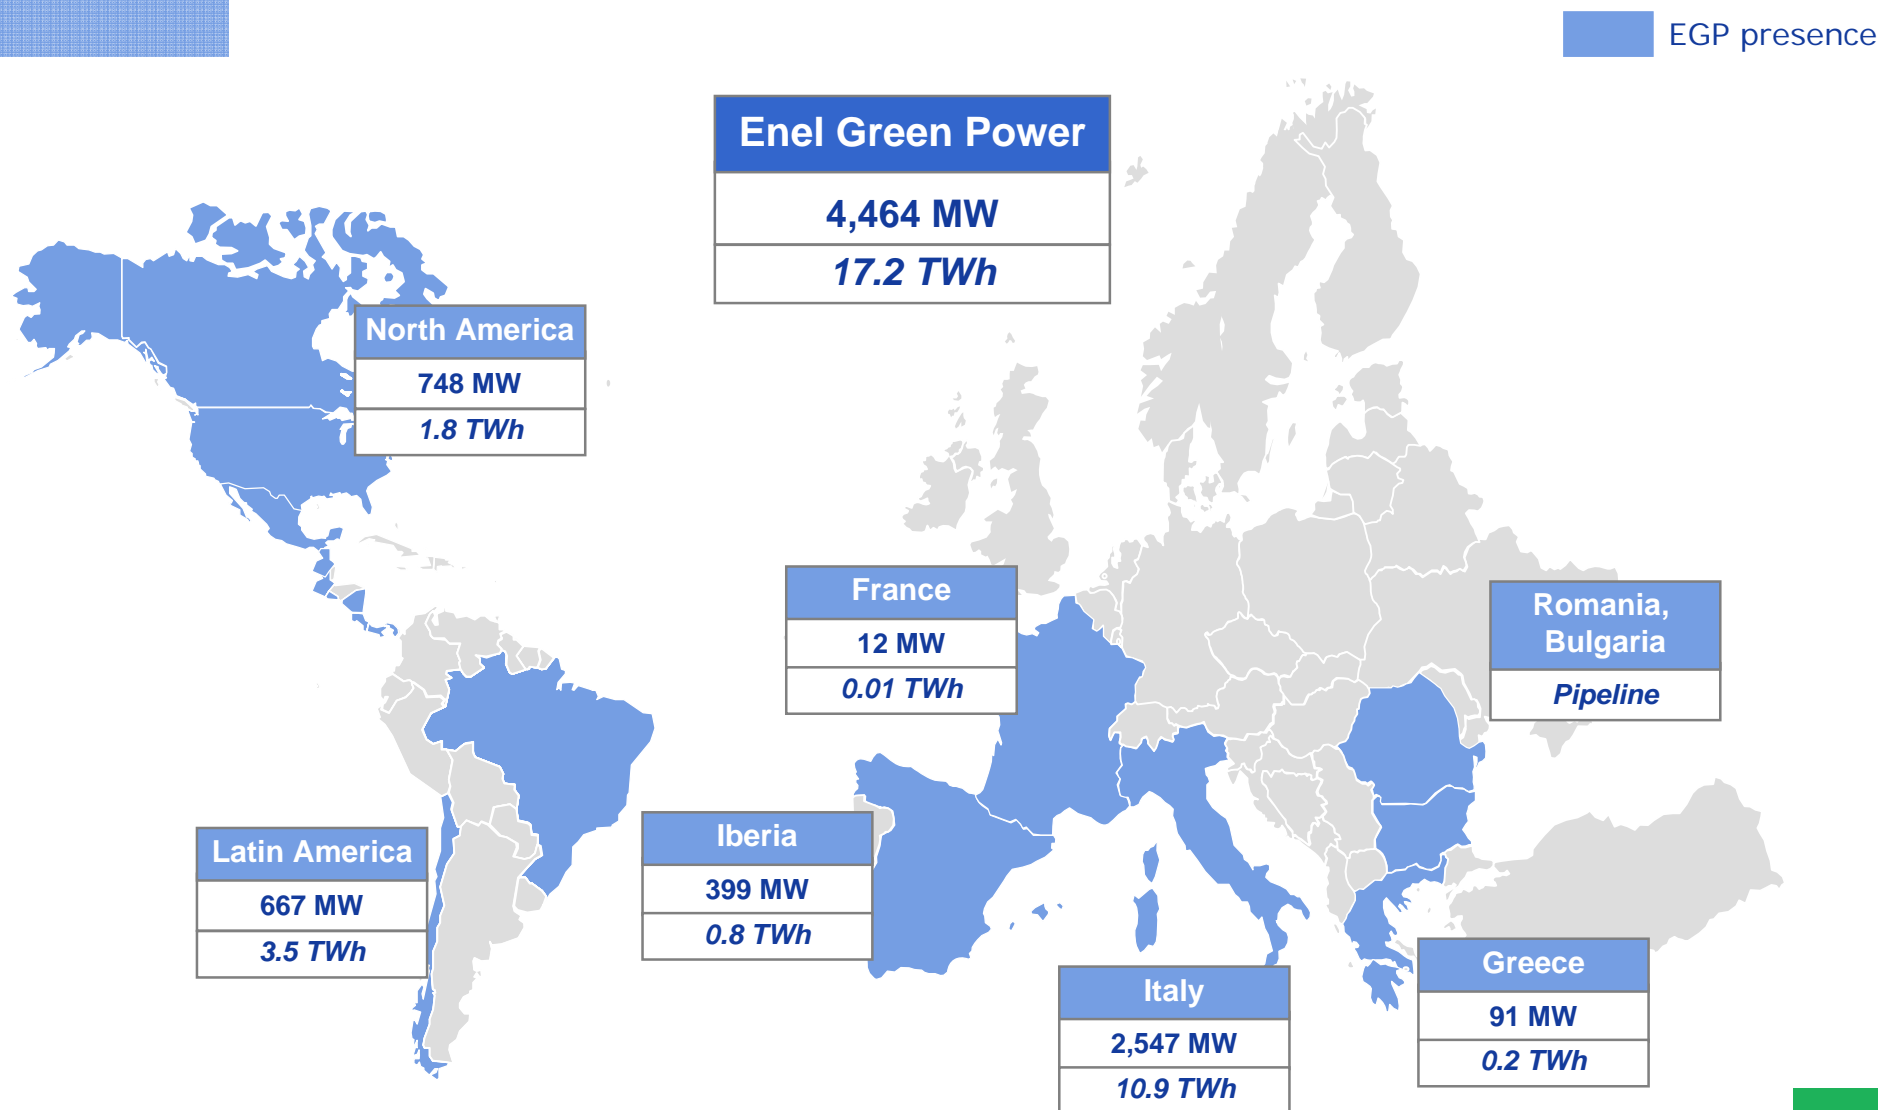 EGP presence
Enel Green Power
4,464 MW
17.2 TWh
North America
748 MW
1.8 TWh
France
12 MW
0.01 TWh
Romania,
Bulgaria
Pipeline
Latin America
667 MW
3.5 TWh
Iberia
399 MW
0.8 TWh
Italy
2,547 MW
10.9 TWh
Greece
91 MW
0.2 TWh